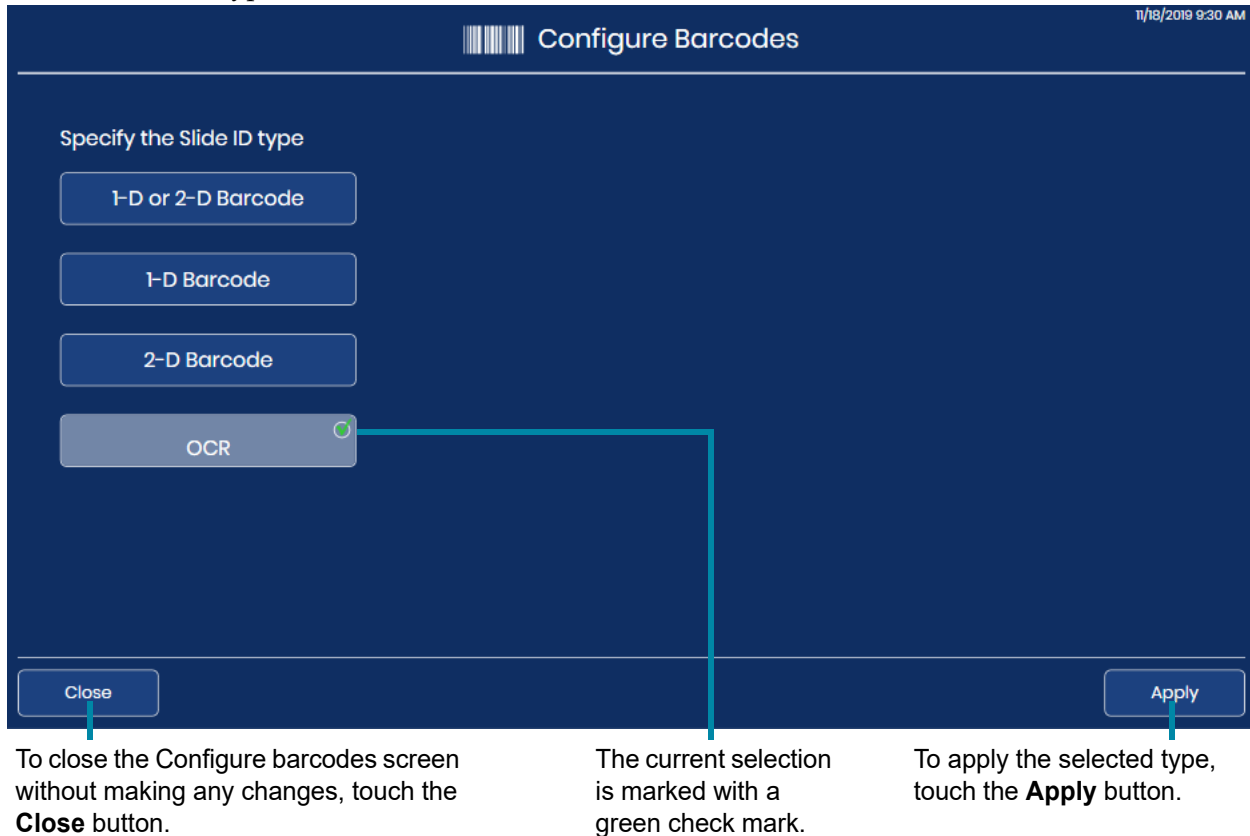 11/18/2019 9:30 AM
Configure Barcodes
Specify the Slide ID type
1-D or 2-D Barcode
1-D Barcode
2-D Barcode
OCR
Close
Apply
To close the Configure barcodes screen
without making any changes, touch the
Close button.
The current selection
is marked with a
green check mark.
To apply the selected type,
touch the Apply button.